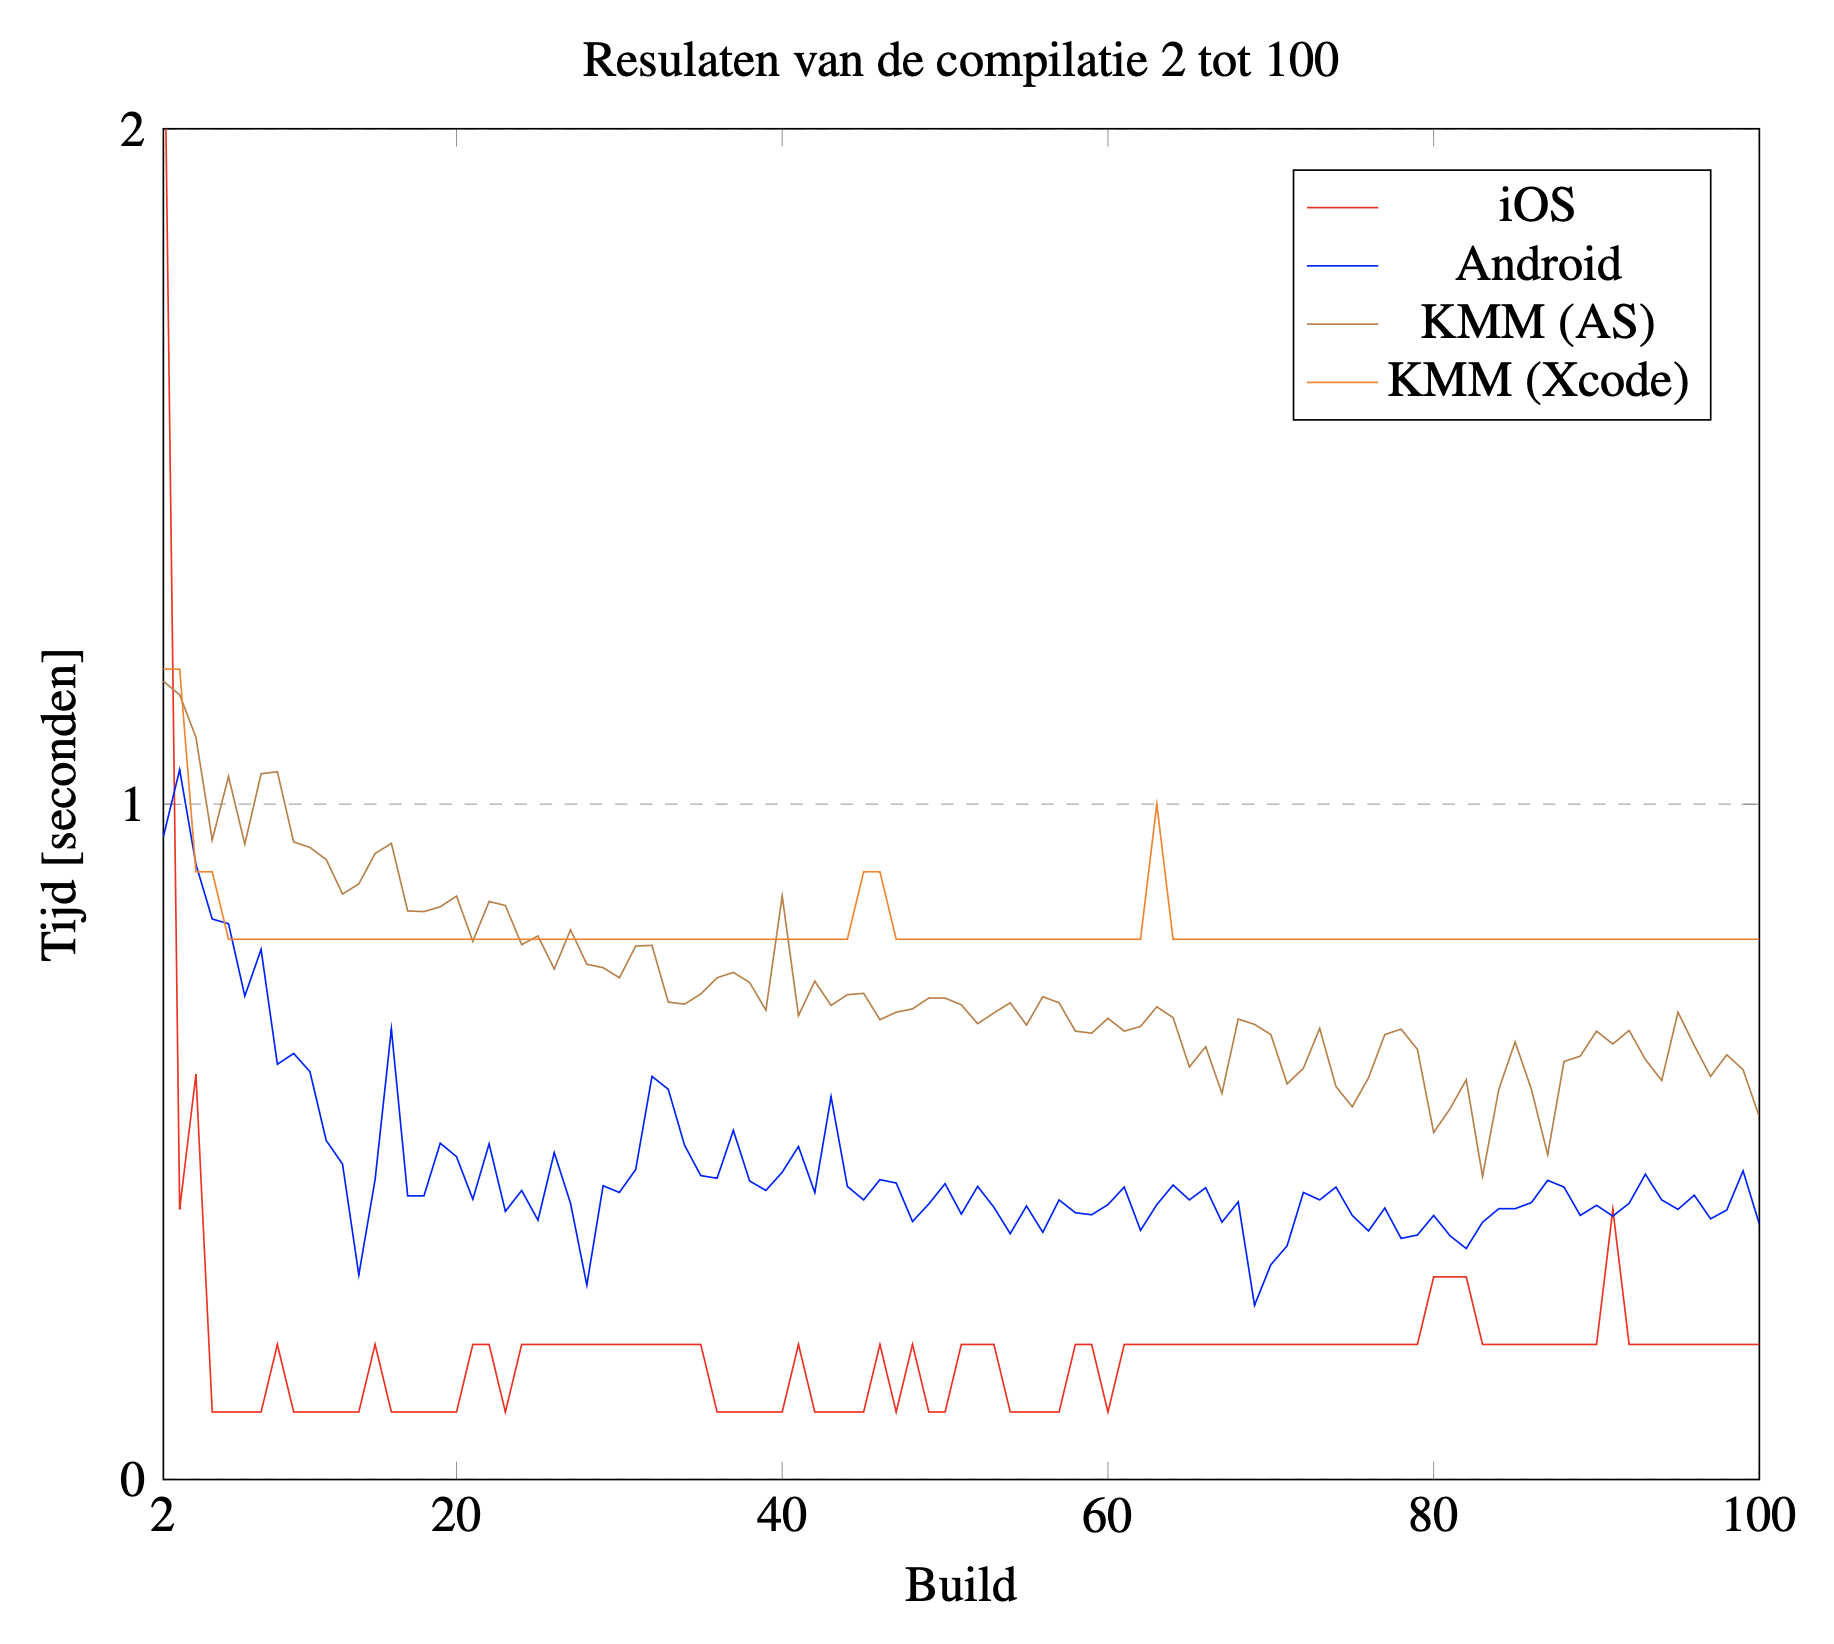 Resulaten van de compilatie 2 tot 100
2
iOS
Android
KMM (AS)
KMM (Xcode)
Tijd [seconden]
1
0
2 20 40 60 80 100
Build